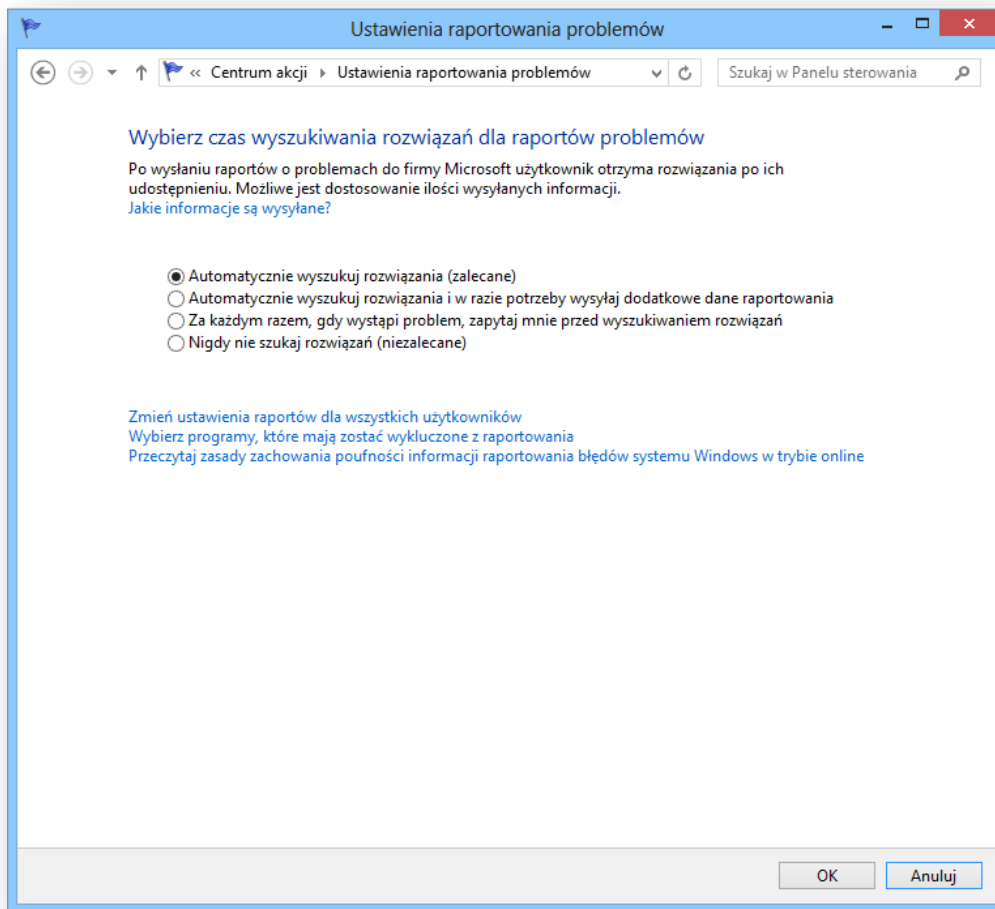 Ustawienia raportowania problemów
« Centrum akcji Ustawienia raportowania problemów
Szukaj w Panelu sterowania
Wybierz czas wyszukiwania rozwiązań dla raportów problemów
Po wysłaniu raportów o problemach do firmy Microsoft użytkownik otrzyma rozwiązania po ich
udostępnieniu. Możliwe jest dostosowanie ilości wysyłanych informacji.
Jakie informacje są wysyłane?
Automatycznie wyszukuj rozwiązania (zalecane)
Automatycznie wyszukuj rozwiązania i w razie potrzeby wysyłaj dodatkowe dane raportowania
Za każdym razem, gdy wystąpi problem, zapytaj mnie przed wyszukiwaniem rozwiązań
Nigdy nie szukaj rozwiązań (niezalecane)
Zmień ustawienia raportów dla wszystkich użytkowników
Wybierz programy, które mają zostać wykluczone z raportowania
Przeczytaj zasady zachowania poufności informacji raportowania błędów systemu Windows w trybie online
OK
Anuluj